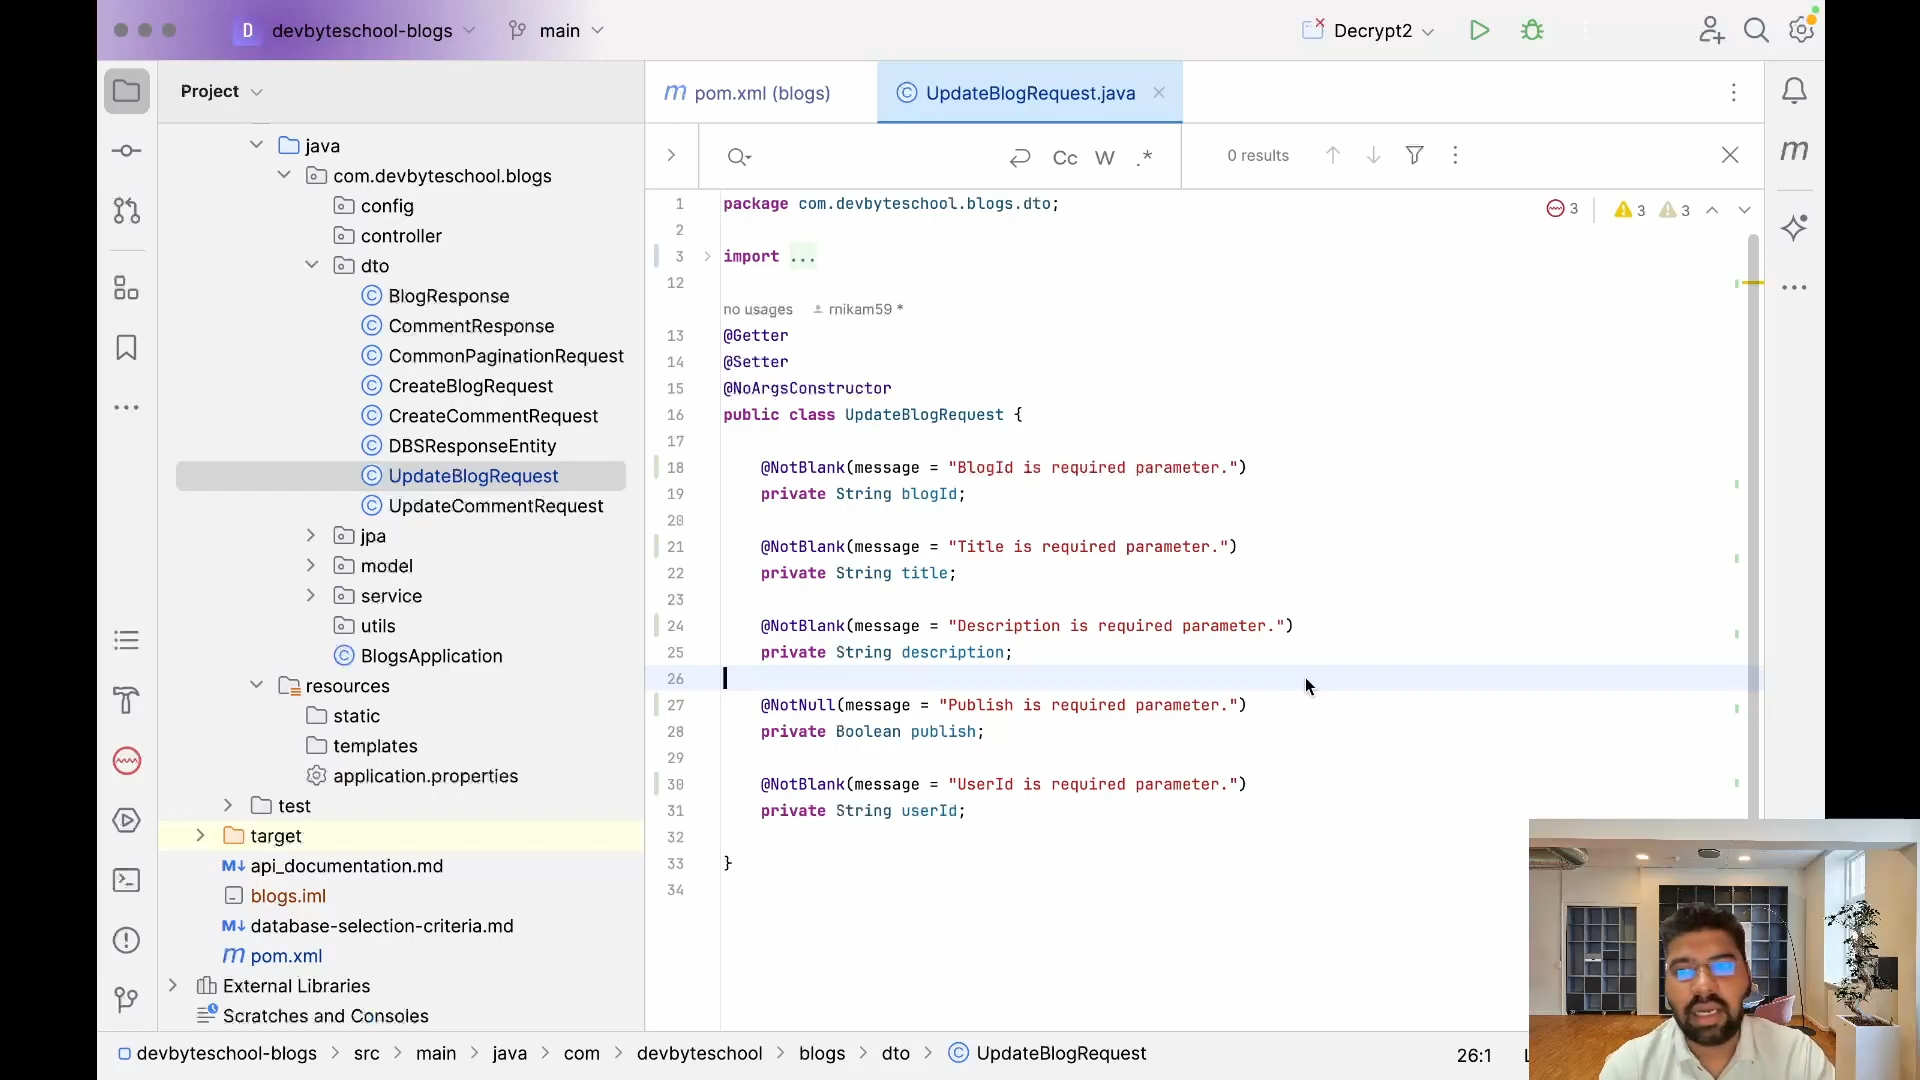 D devbyteschool-blogs main Decrypt2
Project
m pom.xml (blogs) C UpdateBlogRequest.java
Cc W .* 0 results
java
com.devbyteschool.blogs
config
controller
dto
C BlogResponse
C CommentResponse
C CommonPaginationRequest
C CreateBlogRequest
C CreateCommentRequest
C DBSResponseEntity
C UpdateBlogRequest
C UpdateCommentRequest
jpa
model
service
utils
C BlogsApplication
resources
static
templates
application.properties
test
target
M↓ api_documentation.md
blogs.iml
M↓ database-selection-criteria.md
m pom.xml
External Libraries
Scratches and Consoles
1 package com.devbyteschool.blogs.dto;
3 3 3
2
3 import ...
12
no usages rnikam59 *
13 @Getter
14 @Setter
15 @NoArgsConstructor
16 public class UpdateBlogRequest {
17
18 @NotBlank(message = "BlogId is required parameter.")
19 private String blogId;
20
21 @NotBlank(message = "Title is required parameter.")
22 private String title;
23
24 @NotBlank(message = "Description is required parameter.")
25 private String description;
26
27 @NotNull(message = "Publish is required parameter.")
28 private Boolean publish;
29
30 @NotBlank(message = "UserId is required parameter.")
31 private String userId;
32
33 }
34
m
devbyteschool-blogs > src > main > java > com > devbyteschool > blogs > dto > C UpdateBlogRequest
26:1